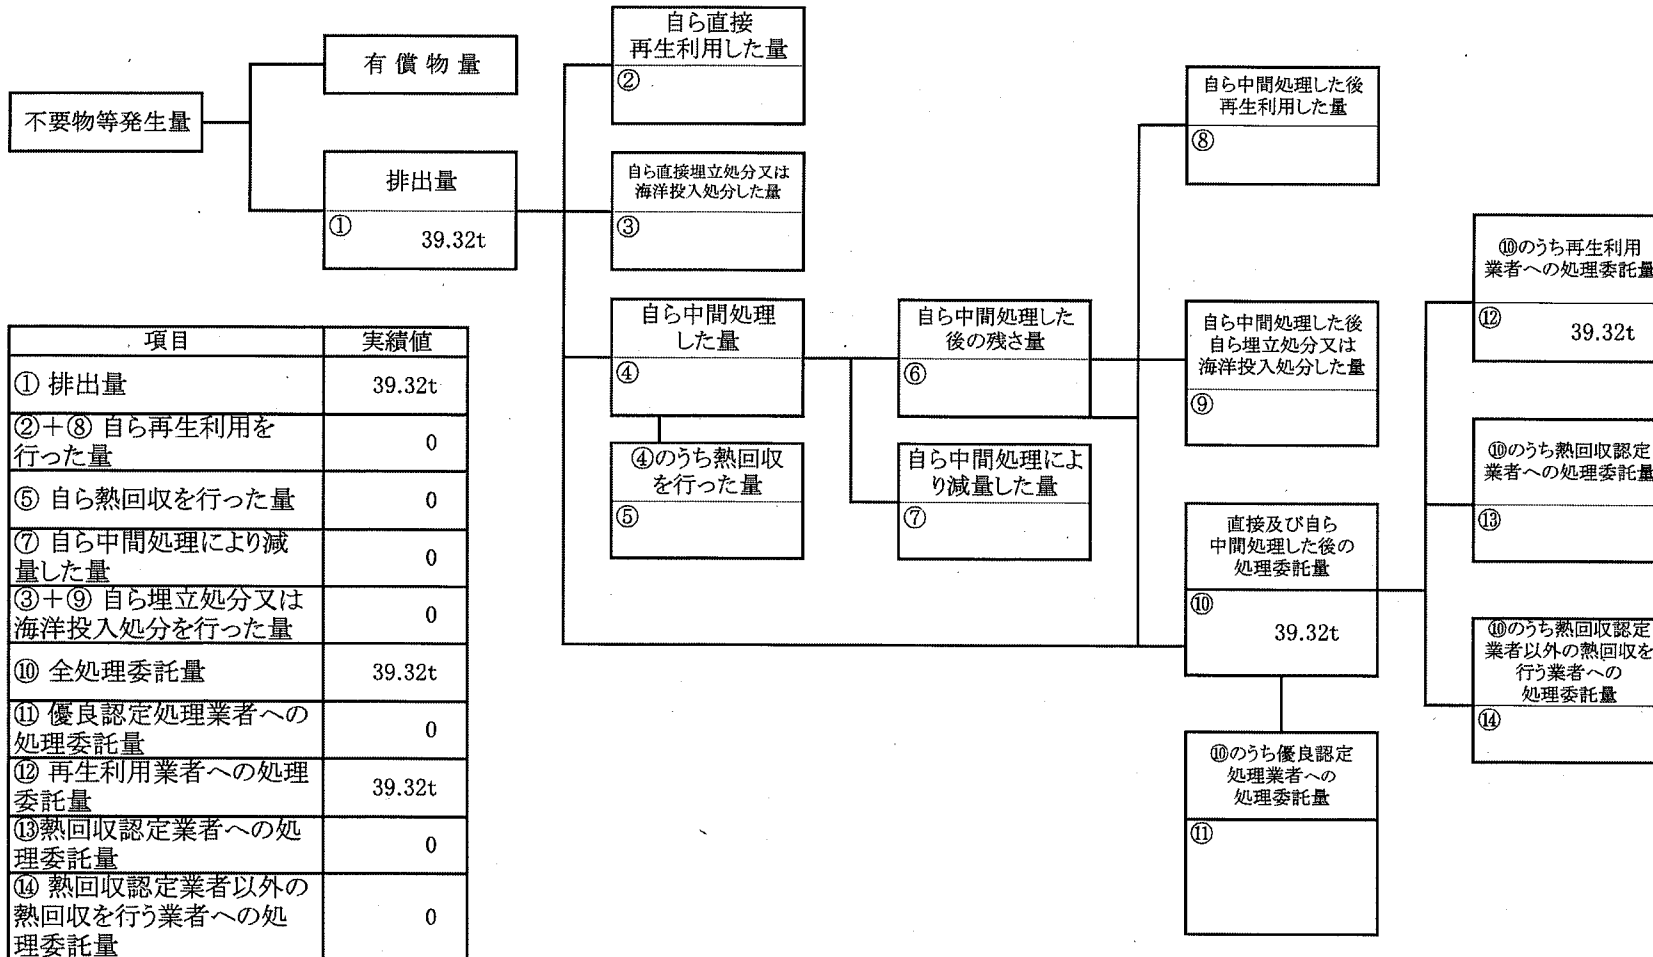 不要物等発生量
有償物量
排出量
①
39.32t
自ら直接
再生利用した量
②
自ら直接埋立処分又は
海洋投入処分した量
③
自ら中間処理
した量
④
④のうち熱回収
を行った量
⑤
自ら中間処理した
後の残さ量
⑥
自ら中間処理によ
り減量した量
⑦
自ら中間処理した後
再生利用した量
⑧
自ら中間処理した後
自ら埋立処分又は
海洋投入処分した量
⑨
直接及び自ら
中間処理した後の
処理委託量
⑩
39.32t
⑩のうち優良認定
処理業者への
処理委託量
⑪
⑩のうち再生利用
業者への処理委託量
⑫
39.32t
⑩のうち熱回収認定
業者への処理委託量
⑬
⑩のうち熱回収認定
業者以外の熱回収を
行う業者への
処理委託量
⑭
項目 実績値
① 排出量 39.32t
②+⑧ 自ら再生利用を
行った量 0
⑤ 自ら熱回収を行った量 0
⑦ 自ら中間処理により減
量した量 0
③+⑨ 自ら埋立処分又は
海洋投入処分を行った量 0
⑩ 全処理委託量 39.32t
⑪ 優良認定処理業者への
処理委託量 0
⑫ 再生利用業者への処理
委託量 39.32t
⑬熱回収認定業者への処
理委託量 0
⑭ 熱回収認定業者以外の
熱回収を行う業者への処
理委託量 0